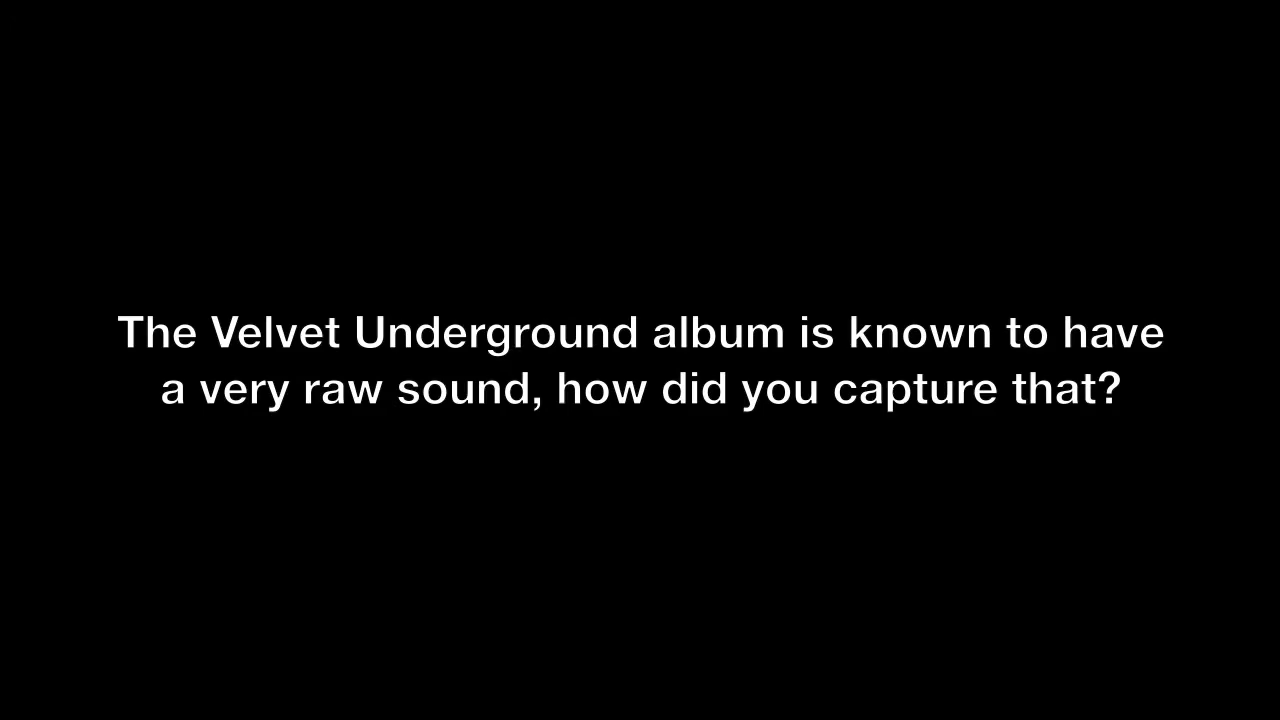 The Velvet Underground album is known to have
a very raw sound, how did you capture that?